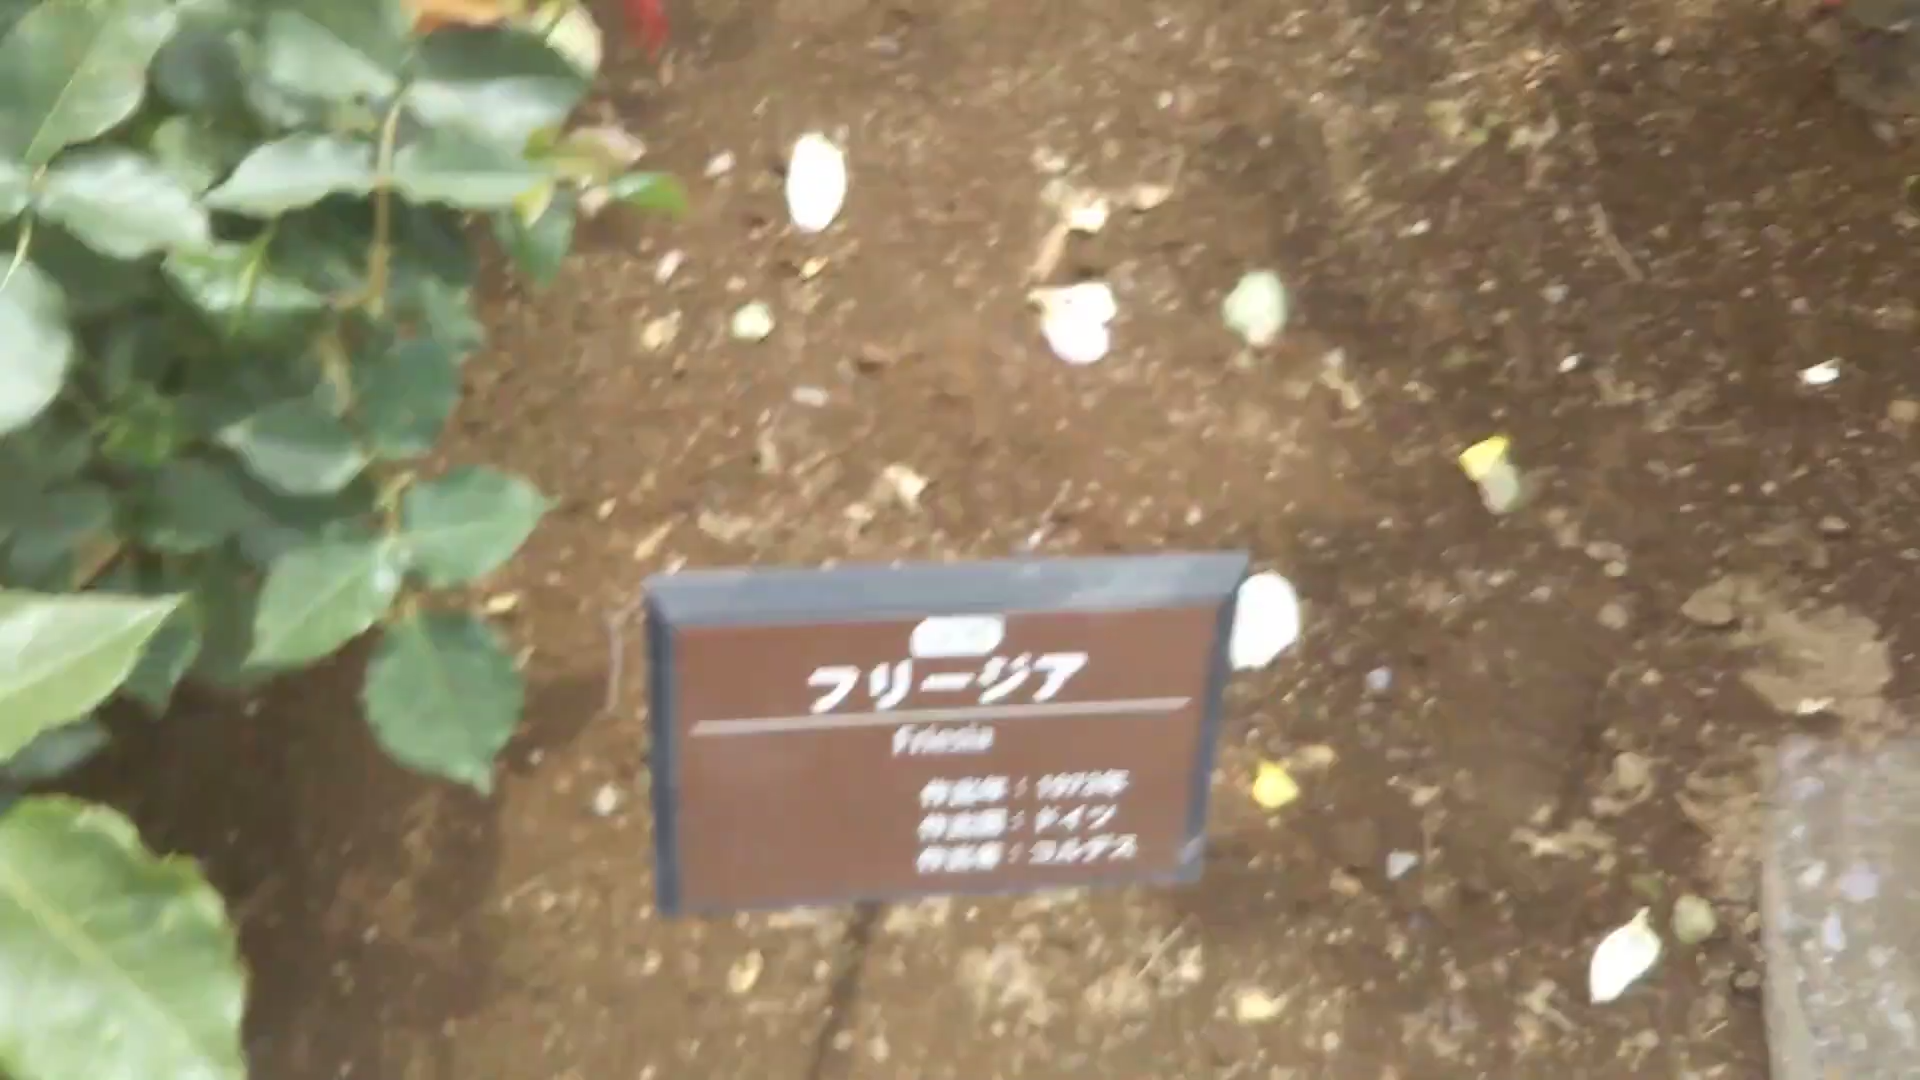 フリージア
Friesia
作出年：1973年
作出国：ドイツ
作出者：コルデス